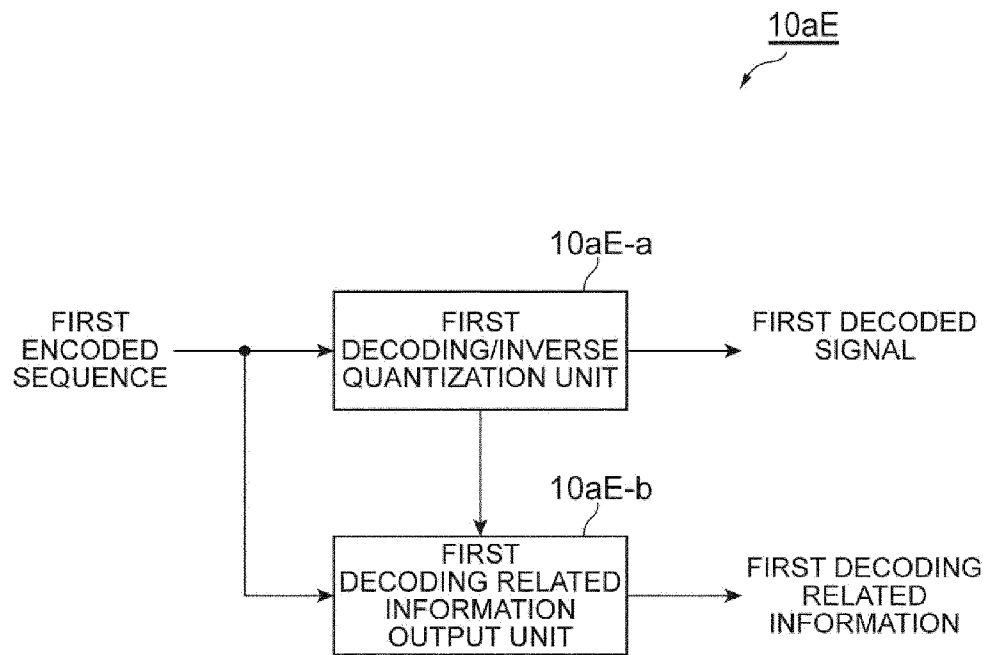 10aE
10aE-a
FIRST
ENCODED
SEQUENCE
FIRST
DECODING/INVERSE
QUANTIZATION UNIT
FIRST DECODED
SIGNAL
10aE-b
FIRST
DECODING RELATED
INFORMATION
OUTPUT UNIT
FIRST DECODING
RELATED
INFORMATION